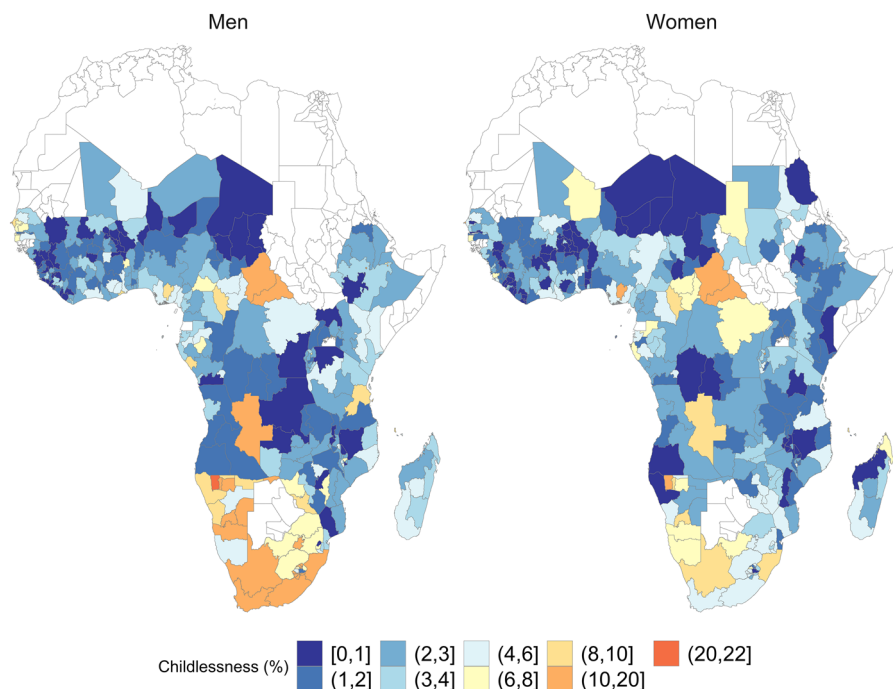 Men Women
Childlessness (%) [0,1] (2,3] (4,6] (8,10] (20,22]
(1,2] (3,4] (6,8] (10,20]